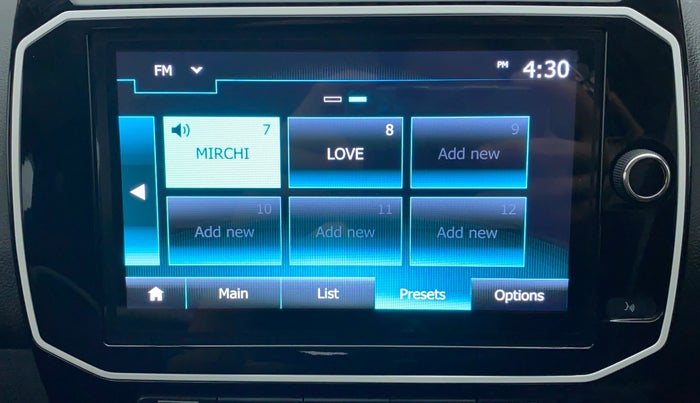 FM PM 4:30
7 8 9
MIRCHI LOVE Add new
10 11 12
Add new Add new Add new
Main List Presets Options